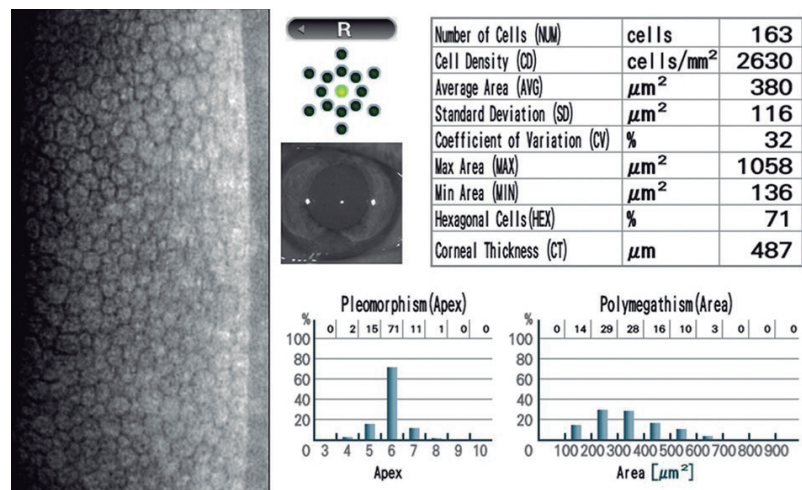 R
Number of Cells (NUM) cells 163
Cell Density (CD) cells/mm² 2630
Average Area (AVG) μm² 380
Standard Deviation (SD) μm² 116
Coefficient of Variation (CV) % 32
Max Area (MAX) μm² 1058
Min Area (MIN) μm² 136
Hexagonal Cells(HEX) % 71
Corneal Thickness (CT) μm 487
Pleomorphism(Apex)
%
0 2 15 71 11 1 0 0
100
80
60
40
20
0 3 4 5 6 7 8 9 10
Apex
Polymegathism(Area)
%
0 14 29 28 16 10 3 0 0 0
100
80
60
40
20
0 100 200 300 400 500 600 700 800 900
Area [μm²]